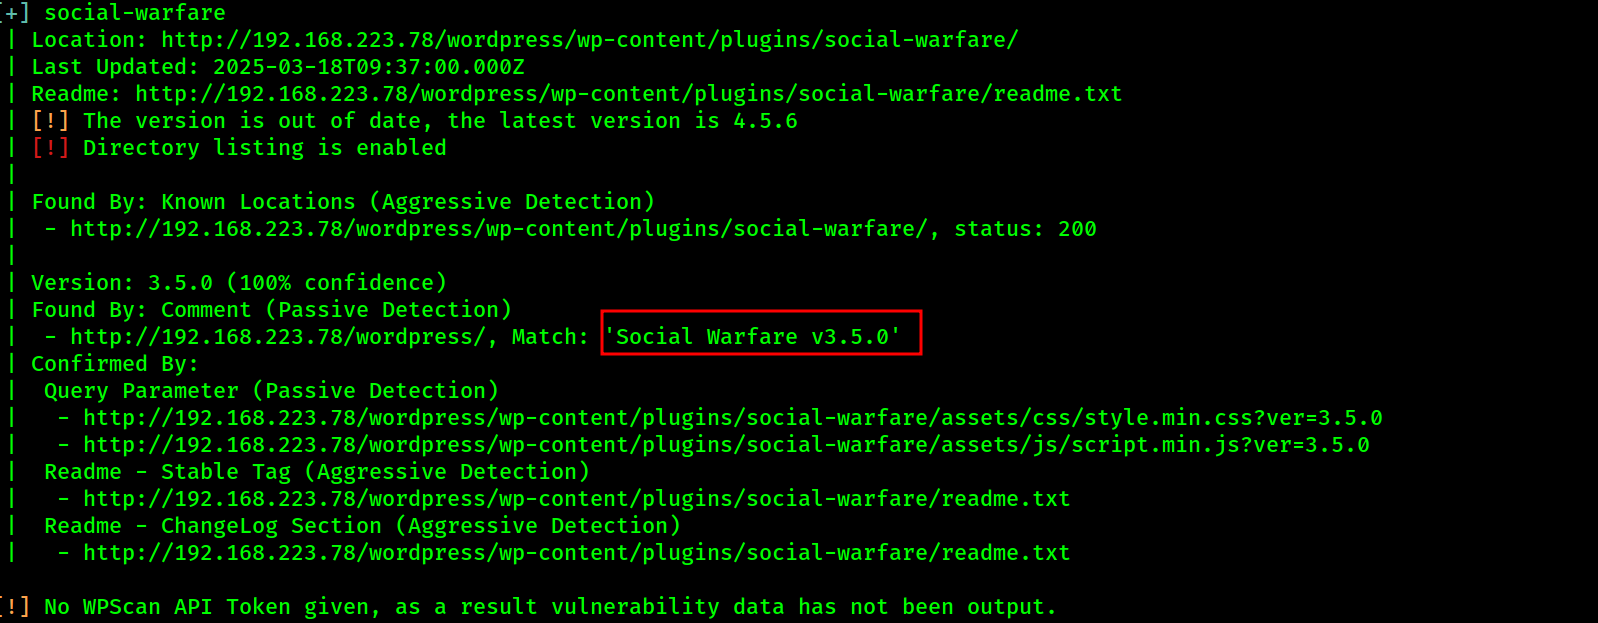 [+] social-warfare
| Location: http://192.168.223.78/wordpress/wp-content/plugins/social-warfare/
| Last Updated: 2025-03-18T09:37:00.000Z
| Readme: http://192.168.223.78/wordpress/wp-content/plugins/social-warfare/readme.txt
| [!] The version is out of date, the latest version is 4.5.6
| [!] Directory listing is enabled
|
| Found By: Known Locations (Aggressive Detection)
|  - http://192.168.223.78/wordpress/wp-content/plugins/social-warfare/, status: 200
|
| Version: 3.5.0 (100% confidence)
| Found By: Comment (Passive Detection)
|  - http://192.168.223.78/wordpress/, Match: 'Social Warfare v3.5.0'
| Confirmed By:
|  Query Parameter (Passive Detection)
|   - http://192.168.223.78/wordpress/wp-content/plugins/social-warfare/assets/css/style.min.css?ver=3.5.0
|   - http://192.168.223.78/wordpress/wp-content/plugins/social-warfare/assets/js/script.min.js?ver=3.5.0
|  Readme - Stable Tag (Aggressive Detection)
|   - http://192.168.223.78/wordpress/wp-content/plugins/social-warfare/readme.txt
|  Readme - ChangeLog Section (Aggressive Detection)
|   - http://192.168.223.78/wordpress/wp-content/plugins/social-warfare/readme.txt
[!] No WPScan API Token given, as a result vulnerability data has not been output.